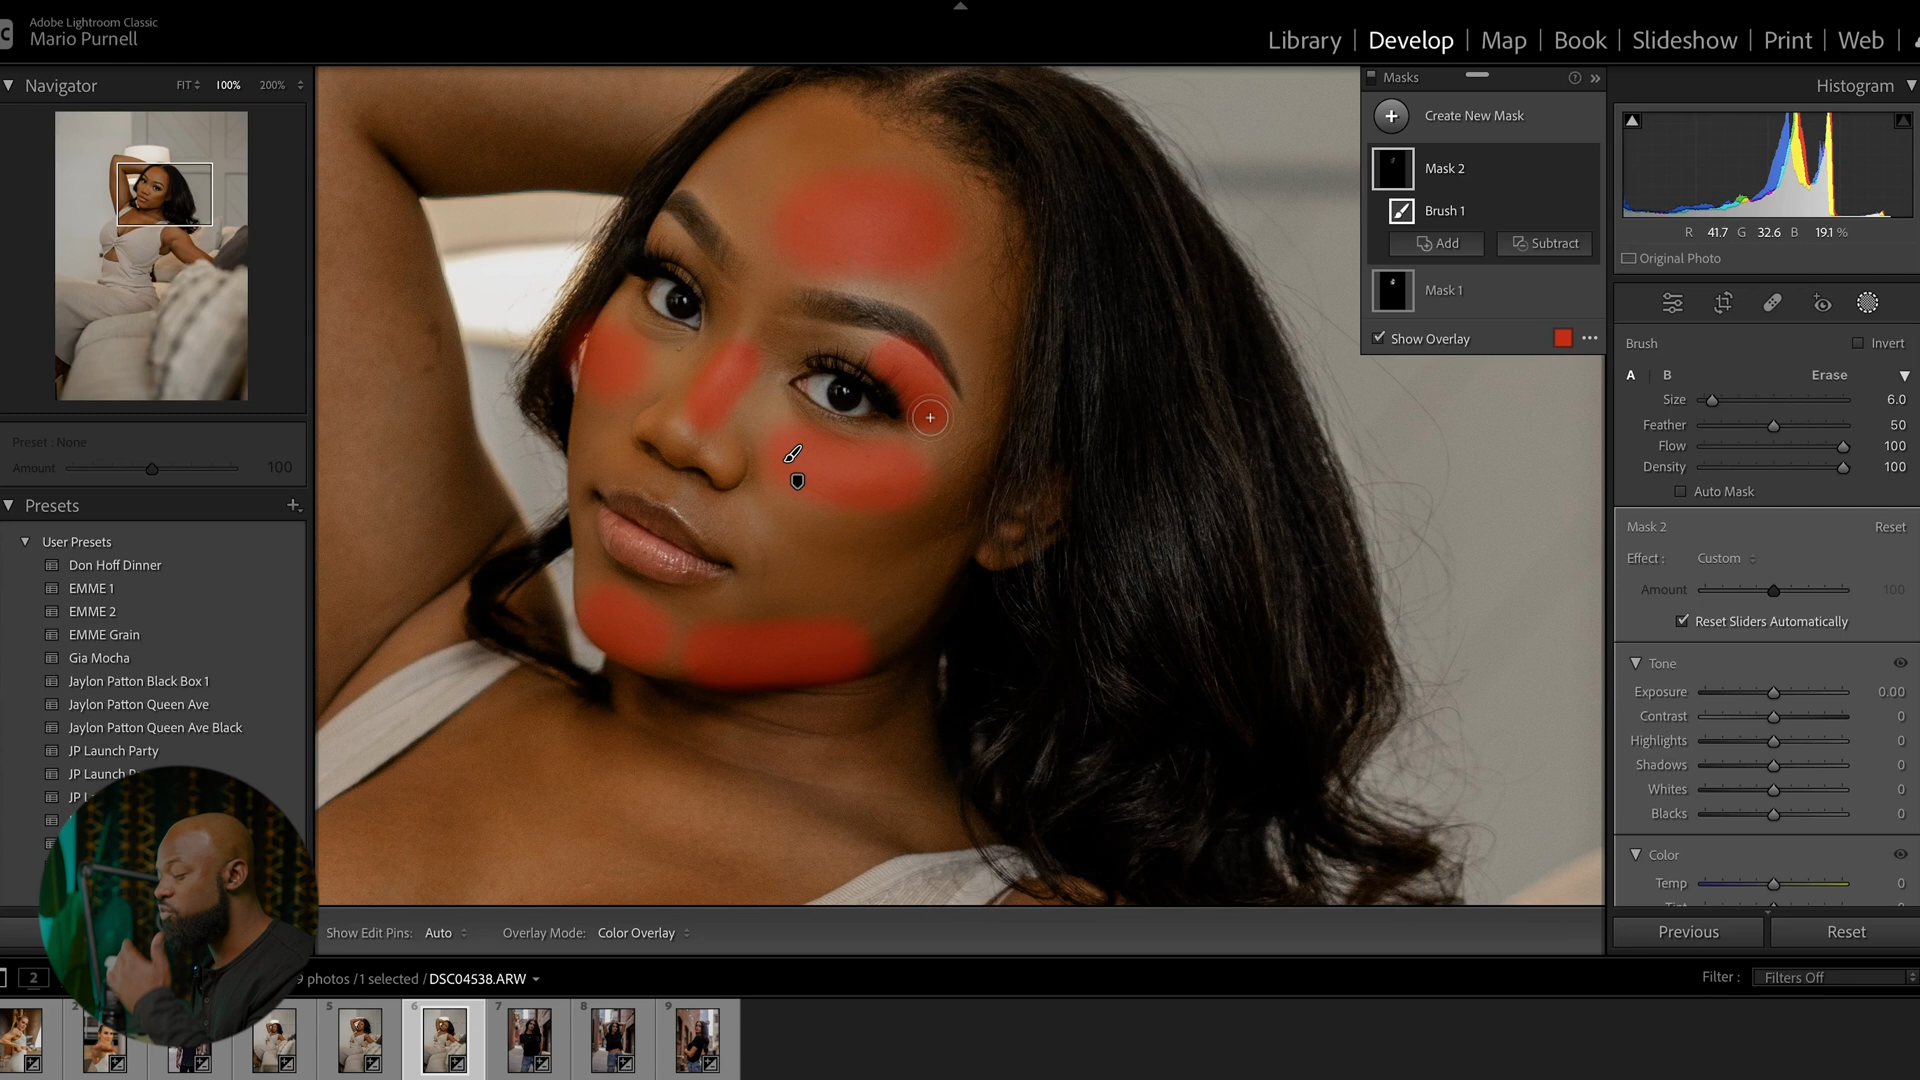 Adobe Lightroom Classic
Mario Purnell
Library | Develop | Map | Book | Slideshow | Print | Web |
Navigator
FIT 100% 200%
Preset : None
Amount 100
Presets
User Presets
Don Hoff Dinner
EMME 1
EMME 2
EMME Grain
Gia Mocha
Jaylon Patton Black Box 1
Jaylon Patton Queen Ave
Jaylon Patton Queen Ave Black
JP Launch Party
JP Launch
Masks
Create New Mask
Mask 2
Brush 1
Add Subtract
Mask 1
Show Overlay
Histogram
R 41.7 G 32.6 B 19.1 %
Original Photo
Brush Invert
A B Erase
Size 6.0
Feather 50
Flow 100
Density 100
Auto Mask
Mask 2 Reset
Effect : Custom
Amount 100
Reset Sliders Automatically
Tone
Exposure 0.00
Contrast 0
Highlights 0
Shadows 0
Whites 0
Blacks 0
Color
Temp 0
Previous Reset
Show Edit Pins: Auto Overlay Mode: Color Overlay
2 9 photos / 1 selected / DSC04538.ARW
Filter : Filters Off
2 5 6 7 8 9